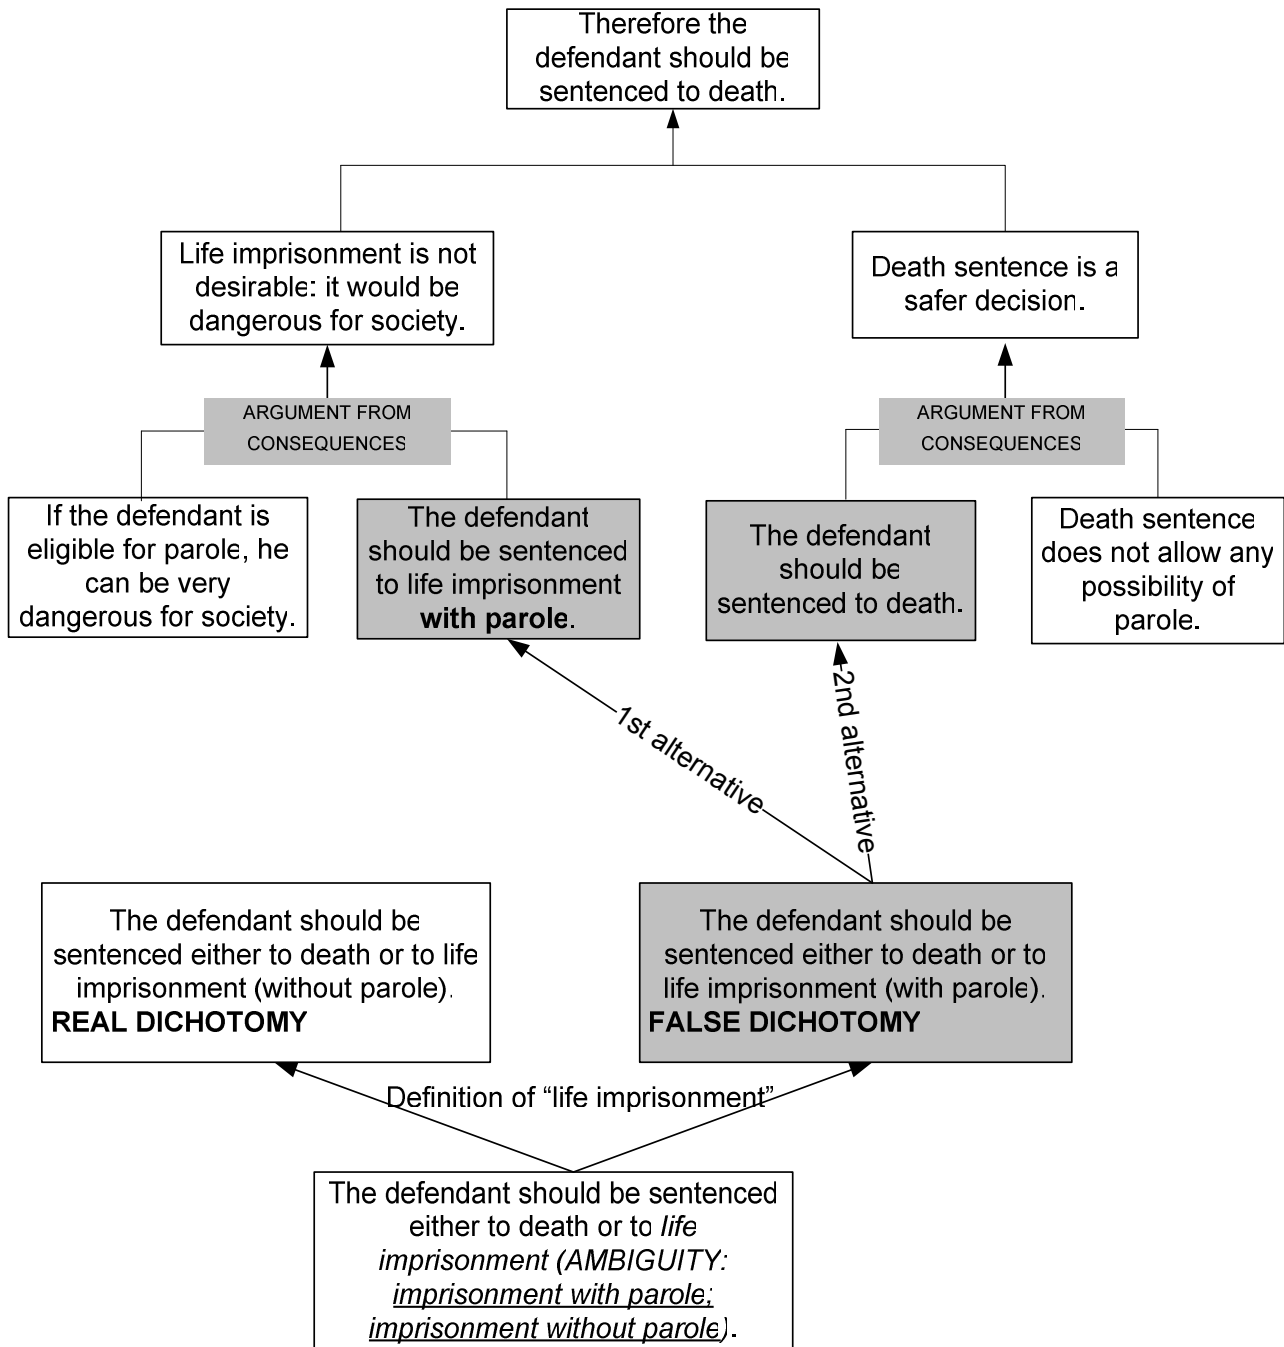 Therefore the
defendant should be
sentenced to death.
Life imprisonment is not
desirable: it would be
dangerous for society.
Death sentence is a
safer decision.
ARGUMENT FROM
CONSEQUENCES
ARGUMENT FROM
CONSEQUENCES
If the defendant is
eligible for parole, he
can be very
dangerous for society.
The defendant
should be sentenced
to life imprisonment
with parole.
The defendant
should be
sentenced to death.
Death sentence
does not allow any
possibility of
parole.
1st alternative
2nd alternative
The defendant should be
sentenced either to death or to life
imprisonment (without parole).
REAL DICHOTOMY
The defendant should be
sentenced either to death or to
life imprisonment (with parole).
FALSE DICHOTOMY
Definition of “life imprisonment”
The defendant should be sentenced
either to death or to life
imprisonment (AMBIGUITY:
imprisonment with parole;
imprisonment without parole).